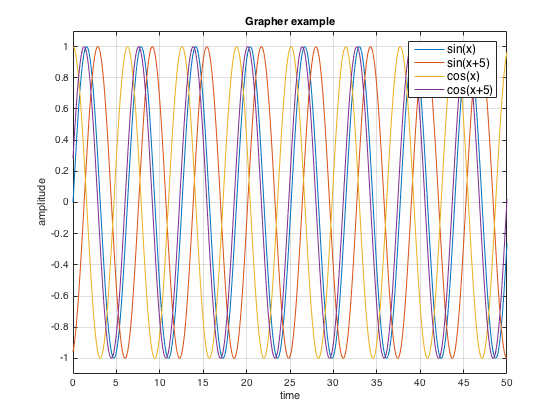 Grapher example
sin(x)
sin(x+5)
cos(x)
cos(x+5)
1
0.8
0.6
0.4
0.2
0
-0.2
-0.4
-0.6
-0.8
-1
amplitude
0 5 10 15 20 25 30 35 40 45 50
time